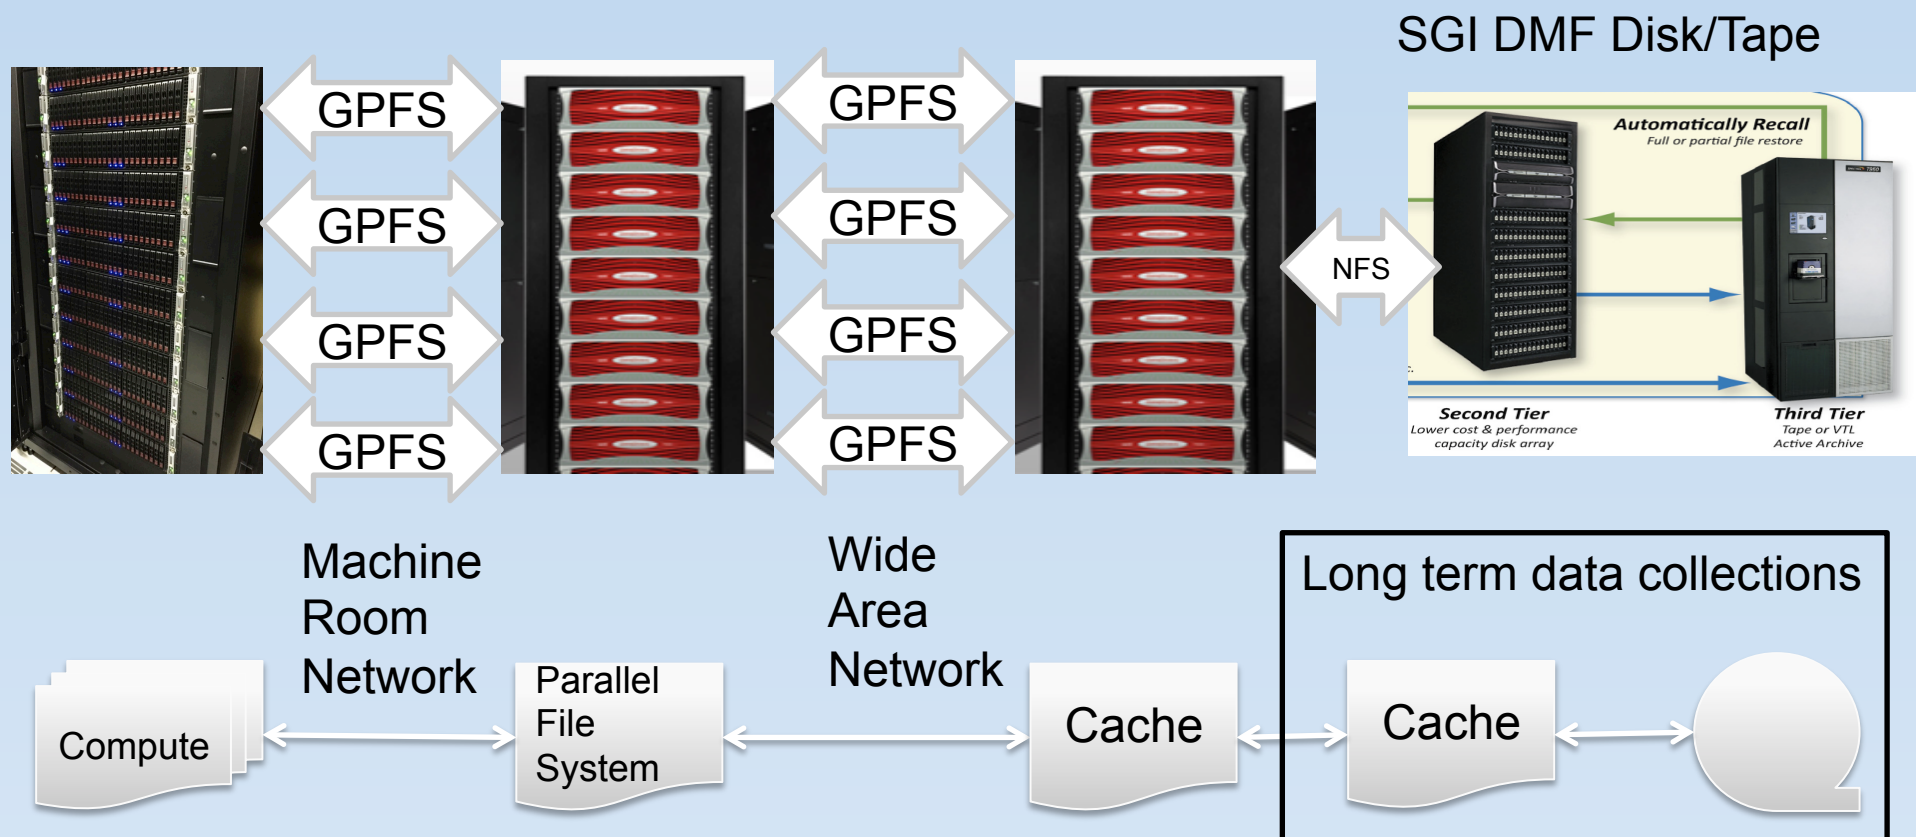 SGI DMF Disk/Tape
GPFS
GPFS
GPFS
GPFS
GPFS
GPFS
GPFS
GPFS
NFS
Automatically Recall
Full or partial file restore
c.
Second Tier
Lower cost & performance
capacity disk array
Third Tier
Tape or VTL
Active Archive
Machine
Room
Network
Wide
Area
Network
Long term data collections
Compute
Parallel
File
System
Cache
Cache